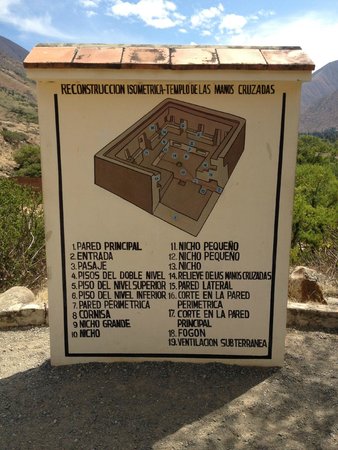 RECONSTRUCCION ISOMETRICA-TEMPLO DE LAS MANOS CRUZADAS
1. PARED PRINCIPAL
2. ENTRADA
3. PASAJE
4. PISOS DEL DOBLE NIVEL
5. PISO DEL NIVEL SUPERIOR
6. PISO DEL NIVEL INFERIOR
7. PARED PERIMETRICA
8 CORNISA
9 NICHO GRANDE
10 NICHO
11. NICHO PEQUEÑO
12. NICHO PEQUEÑO
13. NICHO
14. RELIEVE DE LAS MANOS CRUZADAS
15. PARED LATERAL
16. CORTE EN LA PARED
PERIMETRICA
17. CORTE EN LA PARED
PRINCIPAL
18. FOGON
19. VENTILACION SUBTERRANEA